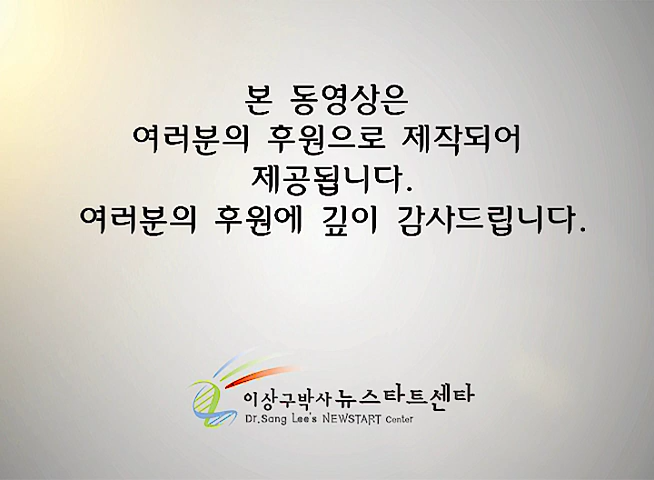 본 동영상은
여러분의 후원으로 제작되어
제공됩니다.
여러분의 후원에 깊이 감사드립니다.
이상구박사 뉴스타트센타
Dr.Sang Lee's NEWSTART Center